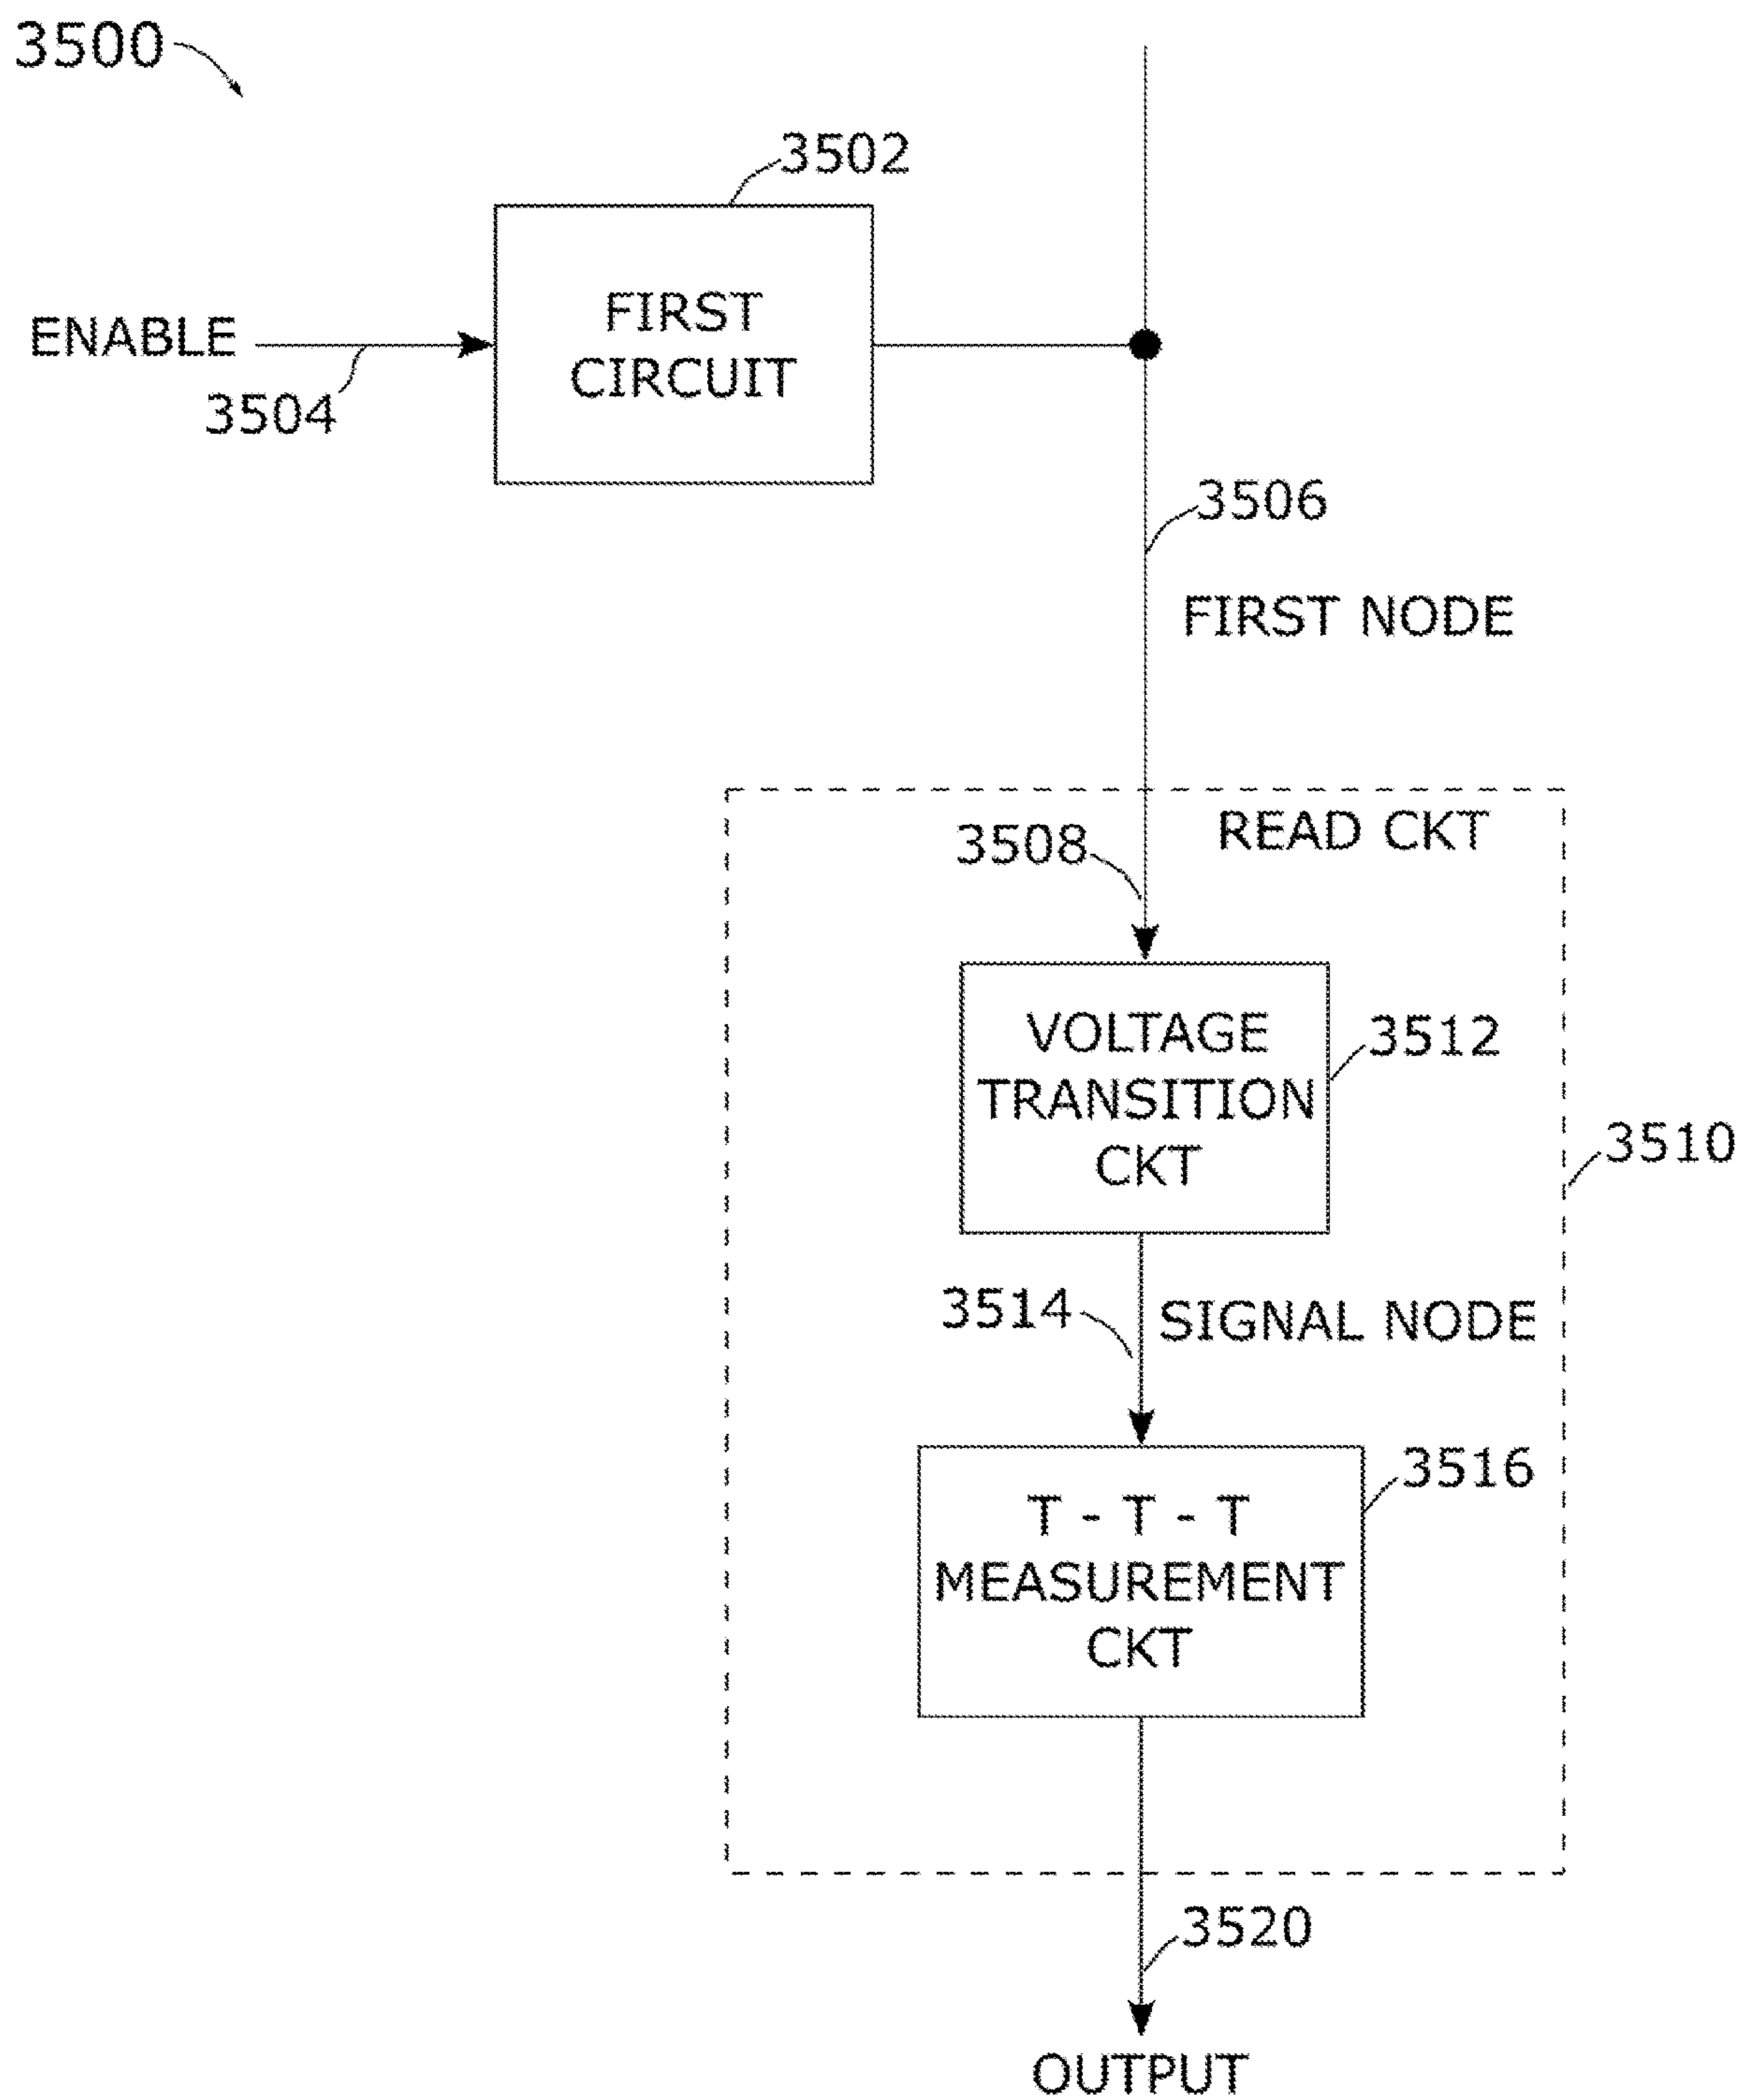 3500
3502
FIRST
CIRCUIT
ENABLE
3504
3506
FIRST NODE
READ CKT
3508
VOLTAGE
TRANSITION
CKT
3512
3510
3514
SIGNAL NODE
3516
T - T - T
MEASUREMENT
CKT
3520
OUTPUT